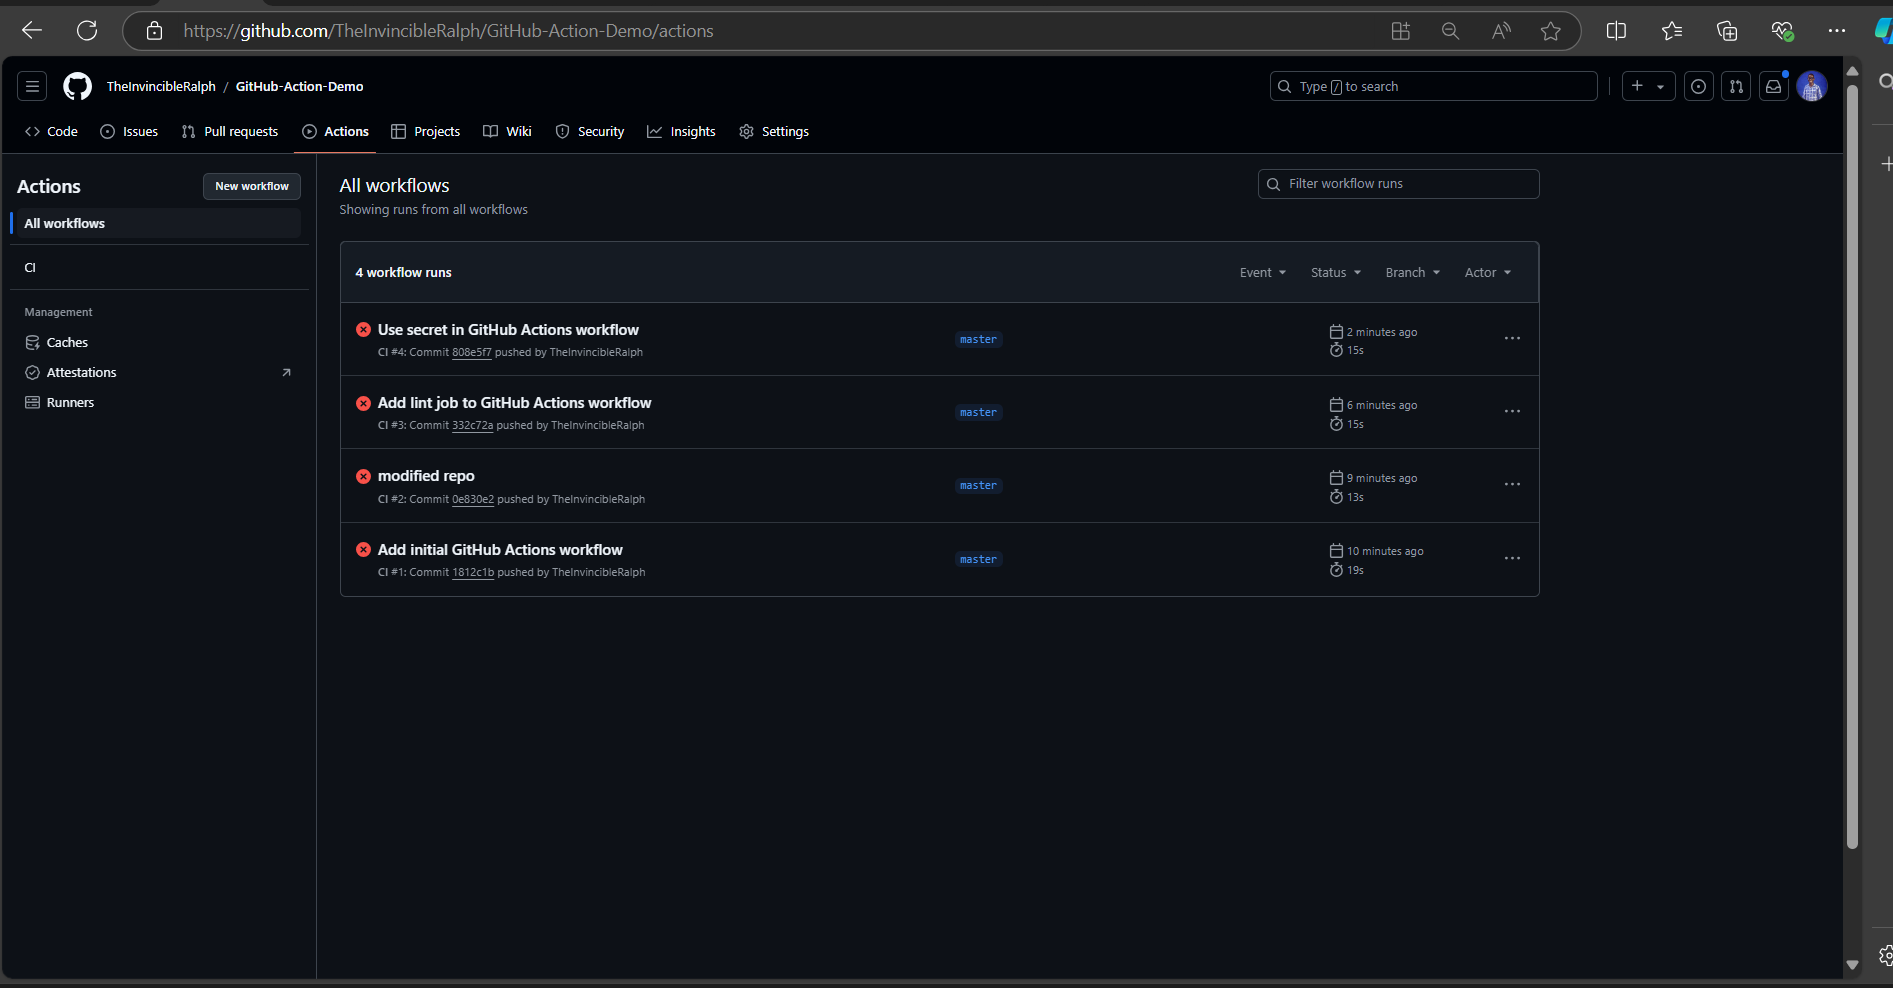 https://github.com/TheInvincibleRalph/GitHub-Action-Demo/actions
TheInvincibleRalph / GitHub-Action-Demo
Type / to search
Code Issues Pull requests Actions Projects Wiki Security Insights Settings
Actions
New workflow
All workflows
CI
Management
Caches
Attestations
Runners
All workflows
Showing runs from all workflows
Filter workflow runs
4 workflow runs
Event Status Branch Actor
Use secret in GitHub Actions workflow
CI #4: Commit 808e5f7 pushed by TheInvincibleRalph
master
2 minutes ago
15s
Add lint job to GitHub Actions workflow
CI #3: Commit 332c72a pushed by TheInvincibleRalph
master
6 minutes ago
15s
modified repo
CI #2: Commit 0e830e2 pushed by TheInvincibleRalph
master
9 minutes ago
13s
Add initial GitHub Actions workflow
CI #1: Commit 1812c1b pushed by TheInvincibleRalph
master
10 minutes ago
19s